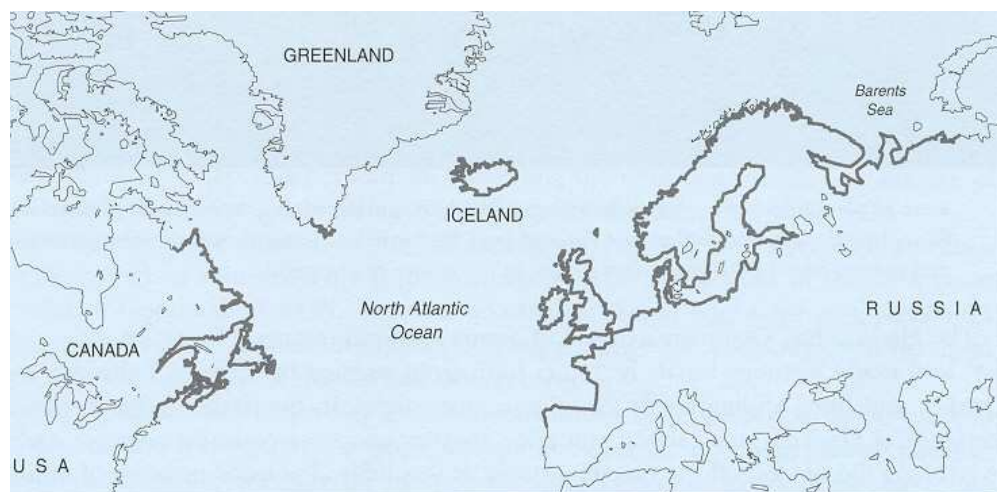 GREENLAND
Barents
Sea
ICELAND
North Atlantic
Ocean
RUSSIA
CANADA
USA